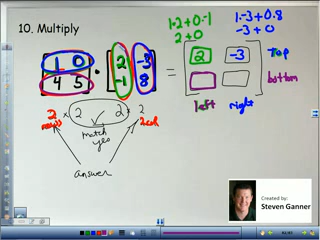 10. Multiply
1·2+0·-1
2+0
1·-3+0·8
-3+0
1 0
4 5
·
2 -3
-1 8
=
2 -3
top
bottom
left right
2 rows × 2 2 × 2 2 col
match
yes
answer
Created by:
Steven Ganner